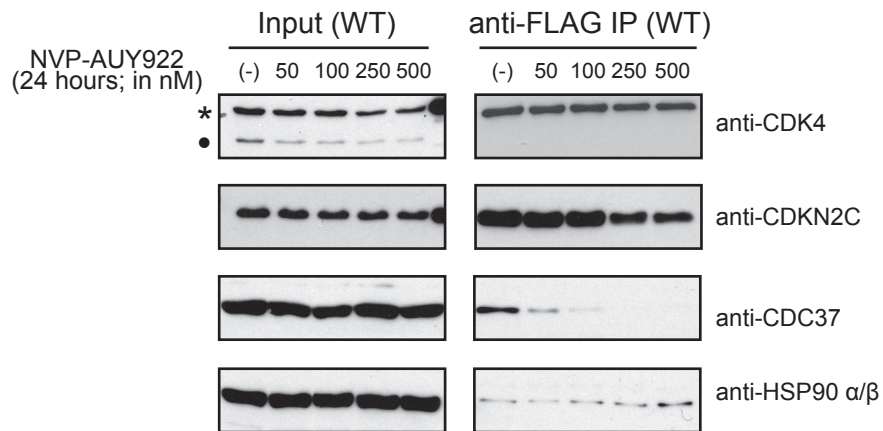 Input (WT) anti-FLAG IP (WT)
NVP-AUY922
(24 hours; in nM)
(-) 50 100 250 500 (-) 50 100 250 500
*
●
anti-CDK4
anti-CDKN2C
anti-CDC37
anti-HSP90 α/β